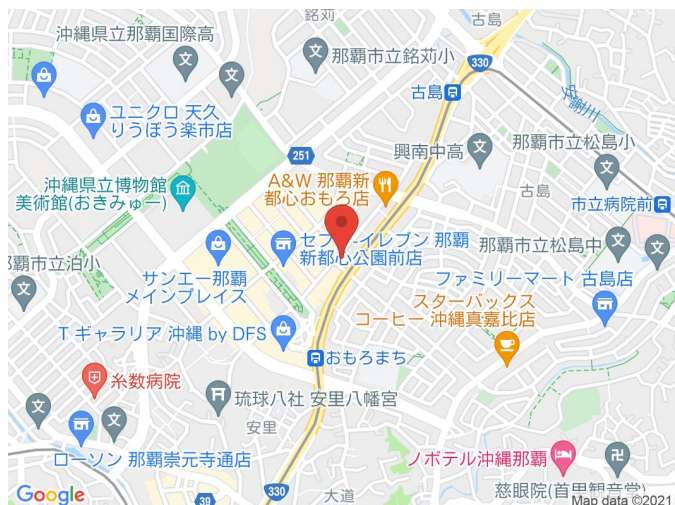 沖縄県立那覇国際高
銘苅
那覇市立銘苅小
古島
330
古島
ユニクロ 天久
りうぼう楽市店
251
興南中高
那覇市立松島小
安謝川
A&W 那覇新
都心おもろ店
古島
沖縄県立博物館
美術館(おきみゅー)
市立病院前
那覇市立泊小
セブン-イレブン 那覇
新都心公園前店
那覇市立松島中
サンエー那覇
メインプレイス
ファミリーマート 古島店
スターバックス
コーヒー 沖縄真嘉比店
T ギャラリア 沖縄 by DFS
おもろまち
糸数病院
琉球八社 安里八幡宮
安里
ローソン 那覇崇元寺通店
ノボテル沖縄那覇
慈眼院(首里観音堂)
39
330
大道
Google
Map data ©2021